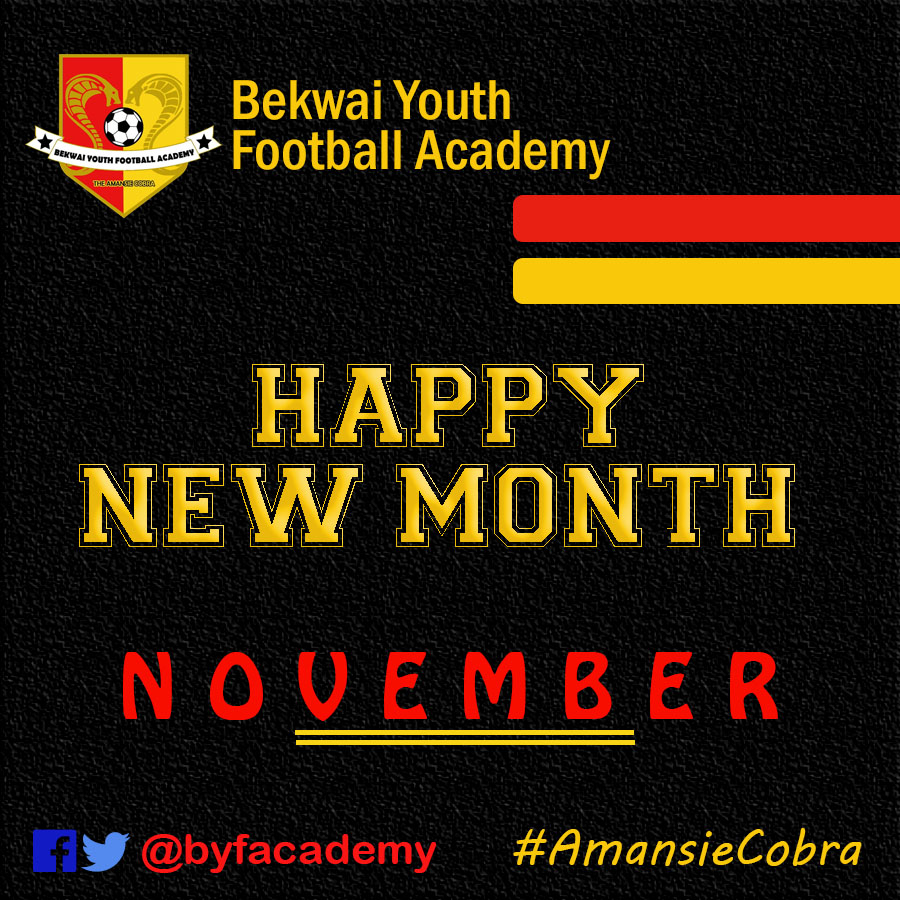 Bekwai Youth
Football Academy
BEKWAI YOUTH FOOTBALL ACADEMY
THE AMANSIE COBRA
HAPPY
NEW MONTH
NOVEMBER
@byfacademy
#AmansieCobra